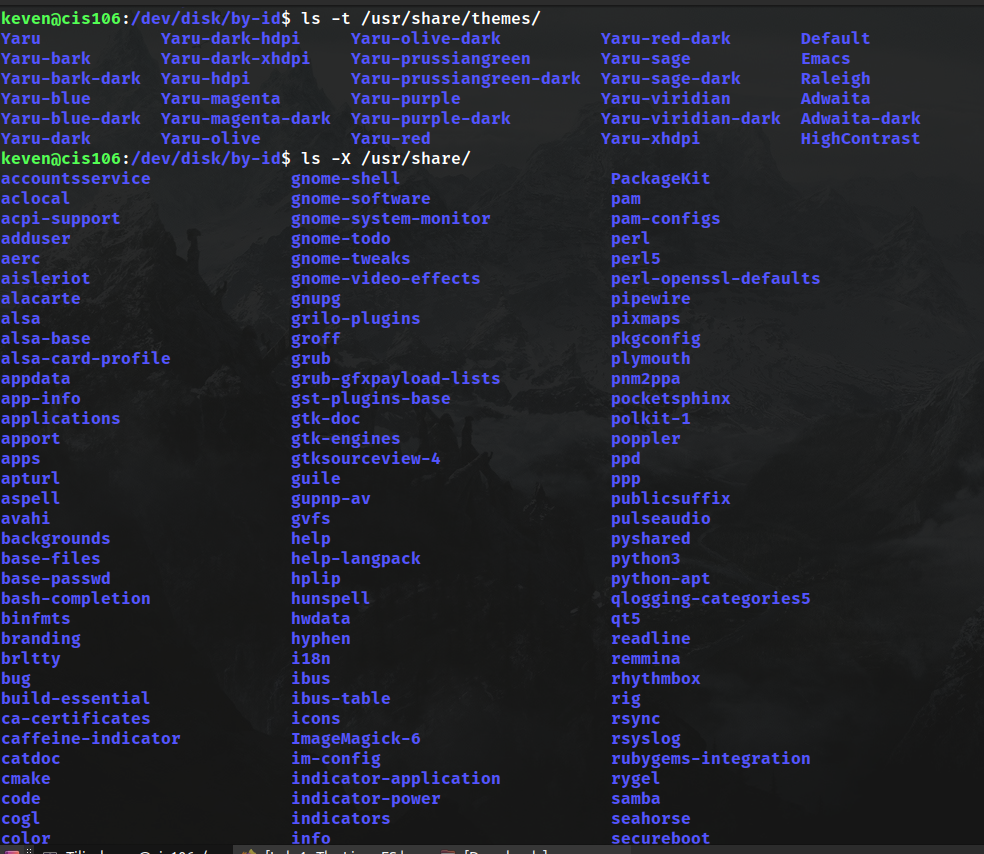 keven@cis106:/dev/disk/by-id$ ls -t /usr/share/themes/
Yaru Yaru-dark-hdpi Yaru-olive-dark Yaru-red-dark Default
Yaru-bark Yaru-dark-xhdpi Yaru-prussiangreen Yaru-sage Emacs
Yaru-bark-dark Yaru-hdpi Yaru-prussiangreen-dark Yaru-sage-dark Raleigh
Yaru-blue Yaru-magenta Yaru-purple Yaru-viridian Adwaita
Yaru-blue-dark Yaru-magenta-dark Yaru-purple-dark Yaru-viridian-dark Adwaita-dark
Yaru-dark Yaru-olive Yaru-red Yaru-xhdpi HighContrast
keven@cis106:/dev/disk/by-id$ ls -X /usr/share/
accountsservice gnome-shell PackageKit
aclocal gnome-software pam
acpi-support gnome-system-monitor pam-configs
adduser gnome-todo perl
aerc gnome-tweaks perl5
aisleriot gnome-video-effects perl-openssl-defaults
alacarte gnupg pipewire
alsa grilo-plugins pixmaps
alsa-base groff pkgconfig
alsa-card-profile grub plymouth
appdata grub-gfxpayload-lists pnm2ppa
app-info gst-plugins-base pocketsphinx
applications gtk-doc polkit-1
apport gtk-engines poppler
apps gtksourceview-4 ppd
apturl guile ppp
aspell gupnp-av publicsuffix
avahi gvfs pulseaudio
backgrounds help pyshared
base-files help-langpack python3
base-passwd hplip python-apt
bash-completion hunspell qlogging-categories5
binfmts hwdata qt5
branding hyphen readline
brltty i18n remmina
bug ibus rhythmbox
build-essential ibus-table rig
ca-certificates icons rsync
caffeine-indicator ImageMagick-6 rsyslog
catdoc im-config rubygems-integration
cmake indicator-application rygel
code indicator-power samba
cogl indicators seahorse
color info secureboot